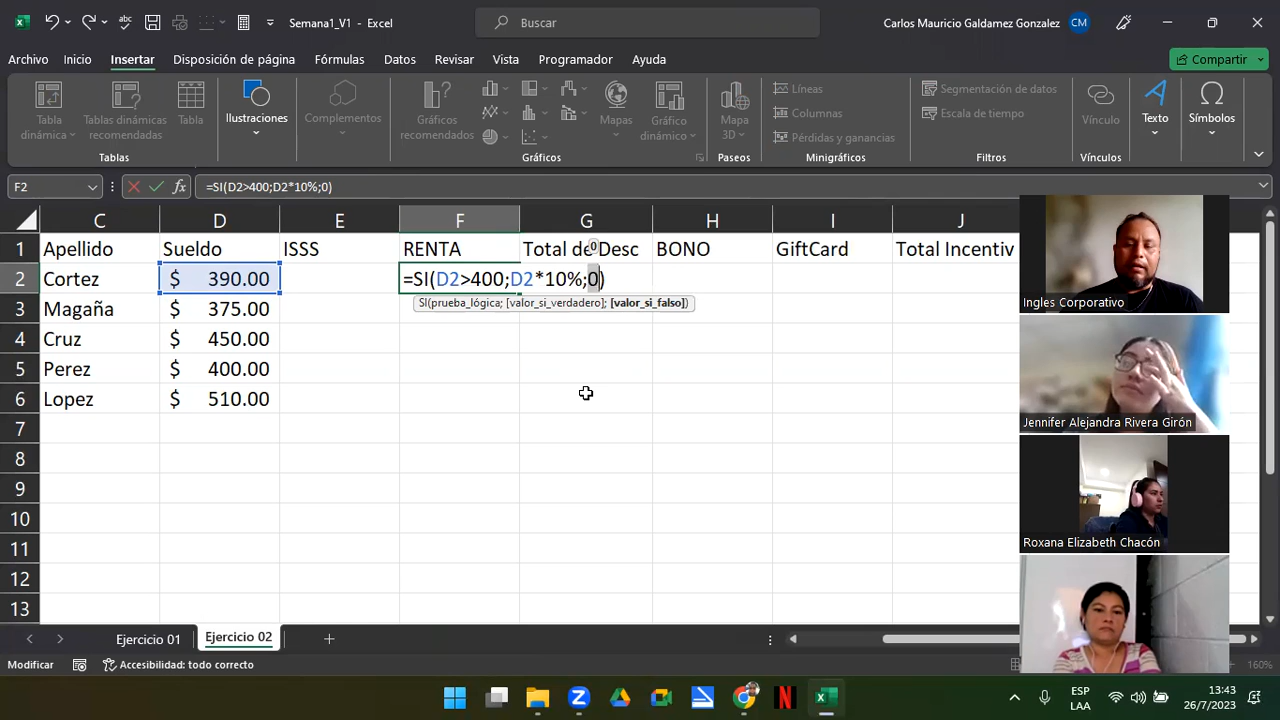 Semana1_V1 - Excel
Buscar
Carlos Mauricio Galdamez Gonzalez
CM
Archivo
Inicio
Insertar
Disposición de página
Fórmulas
Datos
Revisar
Vista
Programador
Ayuda
Compartir
Tabla dinámica
Tablas dinámicas recomendadas
Tabla
Ilustraciones
Complementos
Gráficos recomendados
Mapas
Gráfico dinámico
Mapa 3D
Líneas
Columnas
Pérdidas y ganancias
Segmentación de datos
Escala de tiempo
Vínculo
Texto
Símbolos
Tablas
Gráficos
Paseos
Minigráficos
Filtros
Vínculos
F2
=SI(D2>400;D2*10%;0)
C D E F G H I J
1 Apellido Sueldo ISSS RENTA Total de Desc BONO GiftCard Total Incentiv
0
2 Cortez $ 390.00 =SI(D2>400;D2*10%;0)
SI(prueba_lógica; [valor_si_verdadero]; [valor_si_falso])
3 Magaña $ 375.00
4 Cruz $ 450.00
5 Perez $ 400.00
6 Lopez $ 510.00
7
8
9
10
11
12
13
Ingles Corporativo
Jennifer Alejandra Rivera Girón
Roxana Elizabeth Chacón
Ejercicio 01
Ejercicio 02
Modificar
Accesibilidad: todo correcto
160%
ESP
LAA
13:43
26/7/2023